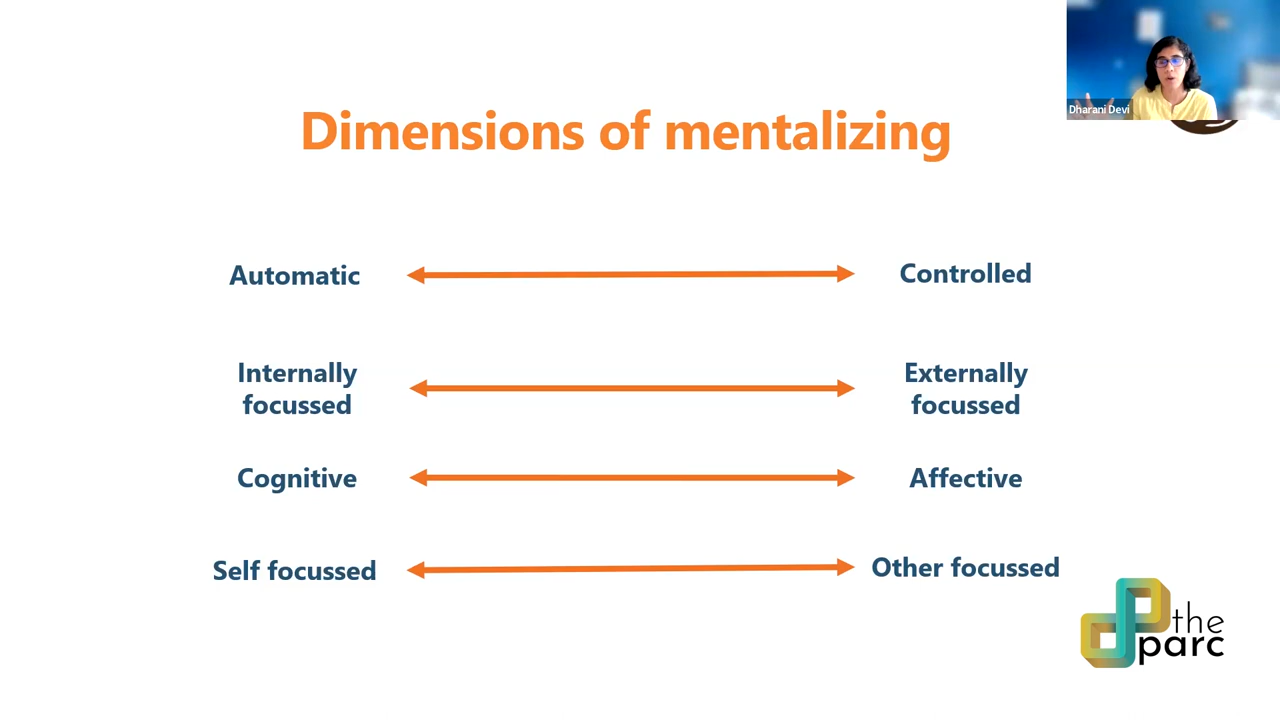 Dharani Devi
Dimensions of mentalizing
Automatic
Controlled
Internally
focussed
Externally
focussed
Cognitive
Affective
Self focussed
Other focussed
the
parc